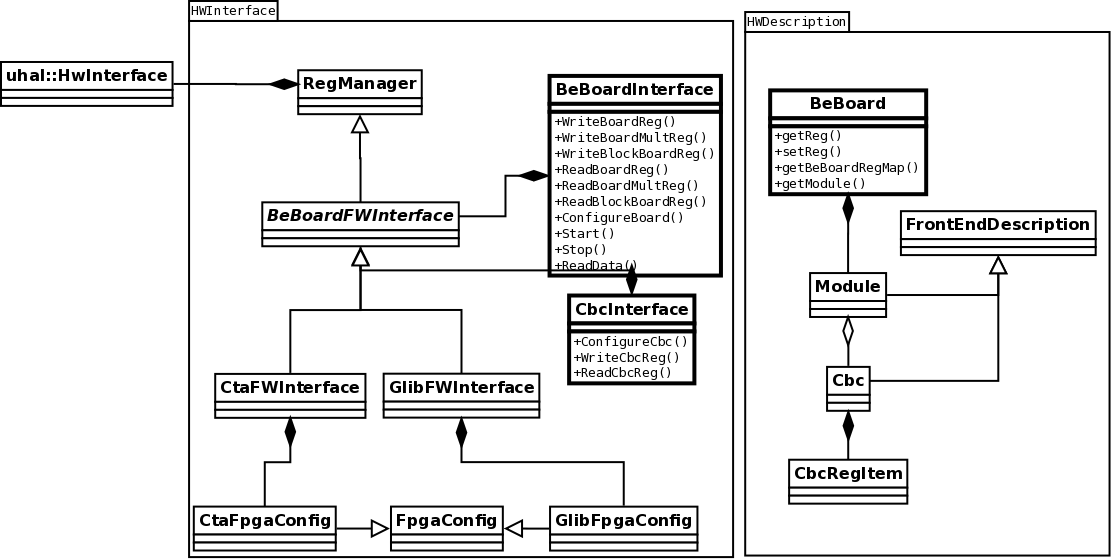 HWInterface
HWDescription
uhal::HwInterface
RegManager
BeBoardInterface
+WriteBoardReg()
+WriteBoardMultReg()
+WriteBlockBoardReg()
+ReadBoardReg()
+ReadBoardMultReg()
+ReadBlockBoardReg()
+ConfigureBoard()
+Start()
+Stop()
+ReadData()
BeBoardFWInterface
CbcInterface
+ConfigureCbc()
+WriteCbcReg()
+ReadCbcReg()
CtaFWInterface
GlibFWInterface
CtaFpgaConfig
FpgaConfig
GlibFpgaConfig
BeBoard
+getReg()
+setReg()
+getBeBoardRegMap()
+getModule()
FrontEndDescription
Module
Cbc
CbcRegItem